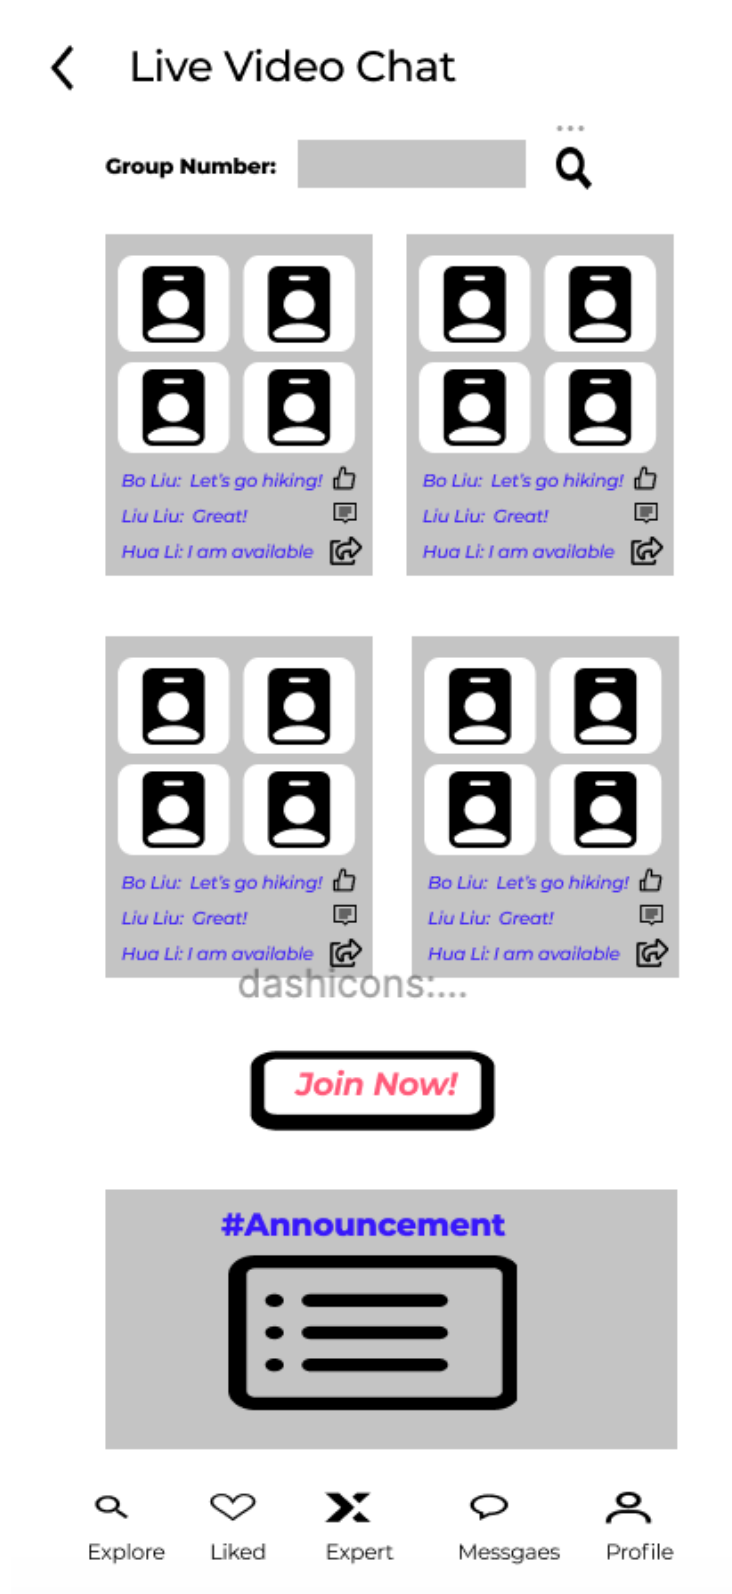 Live Video Chat
...
Group Number:
Bo Liu: Let's go hiking!
Liu Liu: Great!
Hua Li: I am available
Bo Liu: Let's go hiking!
Liu Liu: Great!
Hua Li: I am available
Bo Liu: Let's go hiking!
Liu Liu: Great!
Hua Li: I am available
Bo Liu: Let's go hiking!
Liu Liu: Great!
Hua Li: I am available
dashicons:...
Join Now!
#Announcement
Explore Liked Expert Messgaes Profile